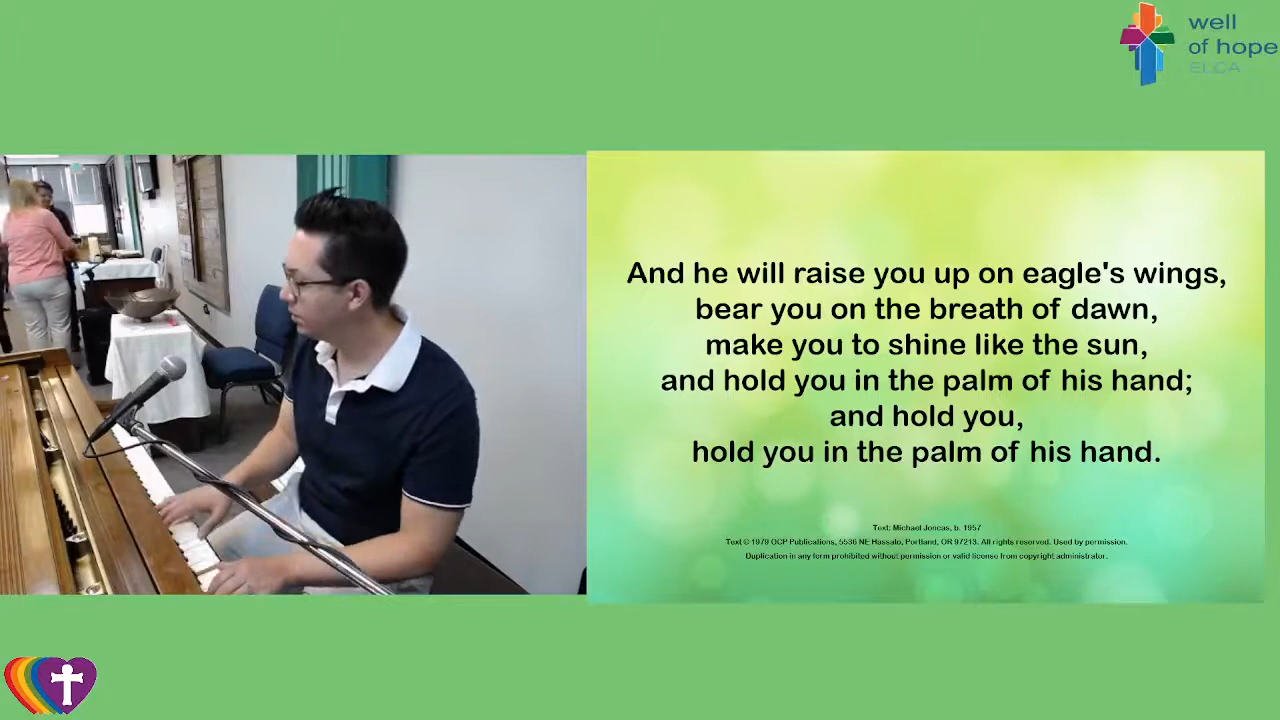 well
of hope
ELCA
And he will raise you up on eagle's wings,
bear you on the breath of dawn,
make you to shine like the sun,
and hold you in the palm of his hand;
and hold you,
hold you in the palm of his hand.
Text: Michael Joncas, b. 1957
Text © 1979 OCP Publications, 5536 NE Hassalo, Portland, OR 97213. All rights reserved. Used by permission.
Duplication in any form prohibited without permission or valid license from copyright administrator.